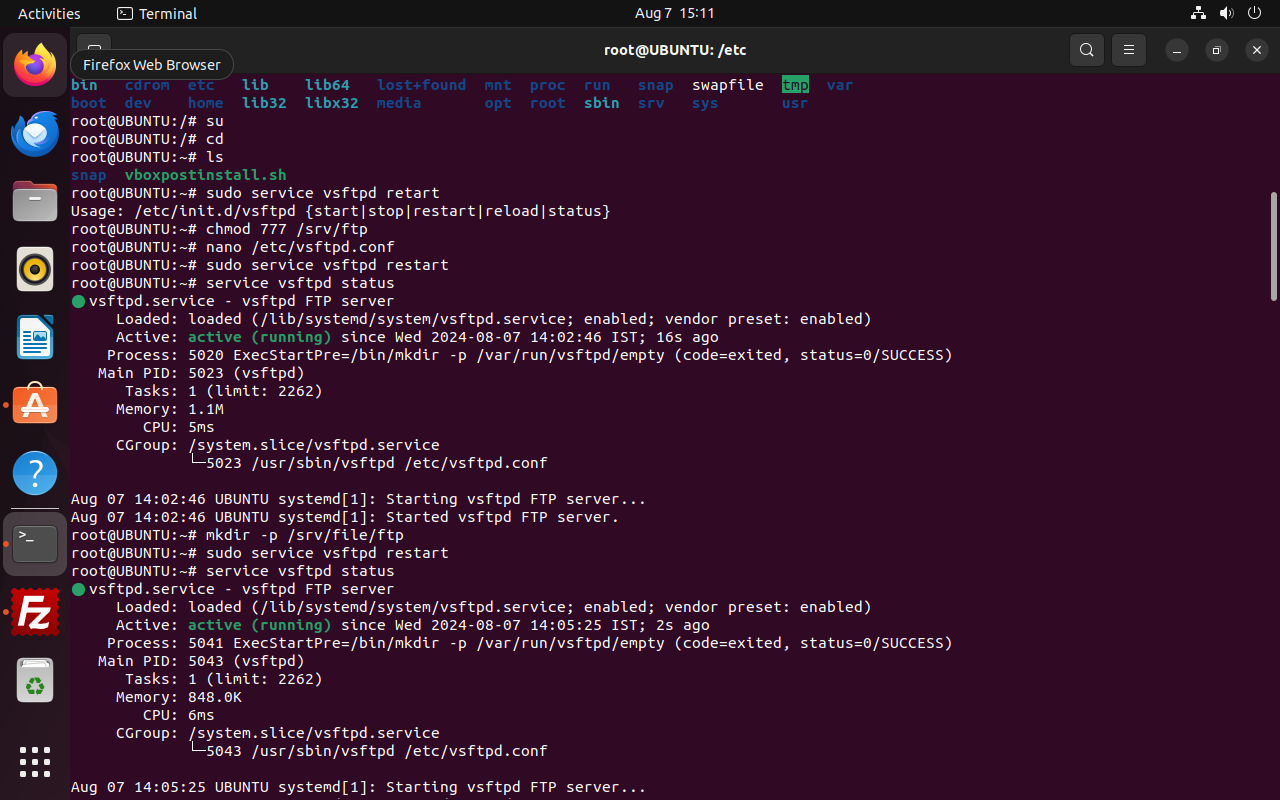 Activities Terminal Aug 7 15:11
root@UBUNTU: /etc
Firefox Web Browser
bin cdrom etc lib lib64 lost+found mnt proc run snap swapfile tmp var
boot dev home lib32 libx32 media opt root sbin srv sys usr
root@UBUNTU:/# su
root@UBUNTU:/# cd
root@UBUNTU:~# ls
snap vboxpostinstall.sh
root@UBUNTU:~# sudo service vsftpd retart
Usage: /etc/init.d/vsftpd {start|stop|restart|reload|status}
root@UBUNTU:~# chmod 777 /srv/ftp
root@UBUNTU:~# nano /etc/vsftpd.conf
root@UBUNTU:~# sudo service vsftpd restart
root@UBUNTU:~# service vsftpd status
● vsftpd.service - vsftpd FTP server
Loaded: loaded (/lib/systemd/system/vsftpd.service; enabled; vendor preset: enabled)
Active: active (running) since Wed 2024-08-07 14:02:46 IST; 16s ago
Process: 5020 ExecStartPre=/bin/mkdir -p /var/run/vsftpd/empty (code=exited, status=0/SUCCESS)
Main PID: 5023 (vsftpd)
Tasks: 1 (limit: 2262)
Memory: 1.1M
CPU: 5ms
CGroup: /system.slice/vsftpd.service
└─5023 /usr/sbin/vsftpd /etc/vsftpd.conf
Aug 07 14:02:46 UBUNTU systemd[1]: Starting vsftpd FTP server...
Aug 07 14:02:46 UBUNTU systemd[1]: Started vsftpd FTP server.
root@UBUNTU:~# mkdir -p /srv/file/ftp
root@UBUNTU:~# sudo service vsftpd restart
root@UBUNTU:~# service vsftpd status
● vsftpd.service - vsftpd FTP server
Loaded: loaded (/lib/systemd/system/vsftpd.service; enabled; vendor preset: enabled)
Active: active (running) since Wed 2024-08-07 14:05:25 IST; 2s ago
Process: 5041 ExecStartPre=/bin/mkdir -p /var/run/vsftpd/empty (code=exited, status=0/SUCCESS)
Main PID: 5043 (vsftpd)
Tasks: 1 (limit: 2262)
Memory: 848.0K
CPU: 6ms
CGroup: /system.slice/vsftpd.service
└─5043 /usr/sbin/vsftpd /etc/vsftpd.conf
Aug 07 14:05:25 UBUNTU systemd[1]: Starting vsftpd FTP server...